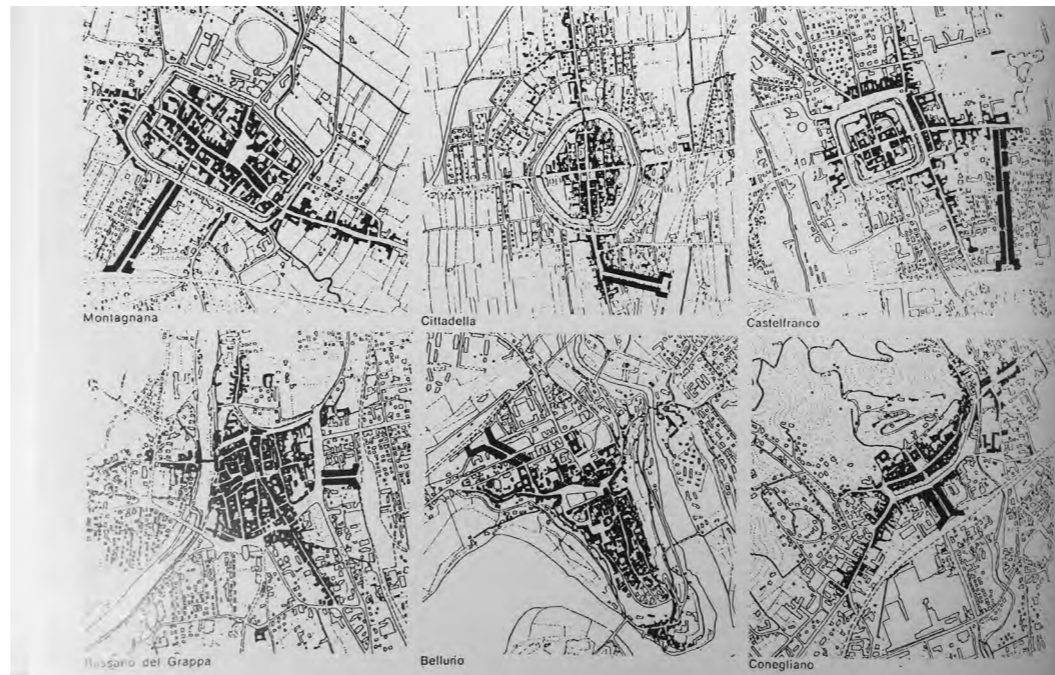 Montagnana
Cittadella
Castelfranco
Bassano del Grappa
Belluno
Conegliano